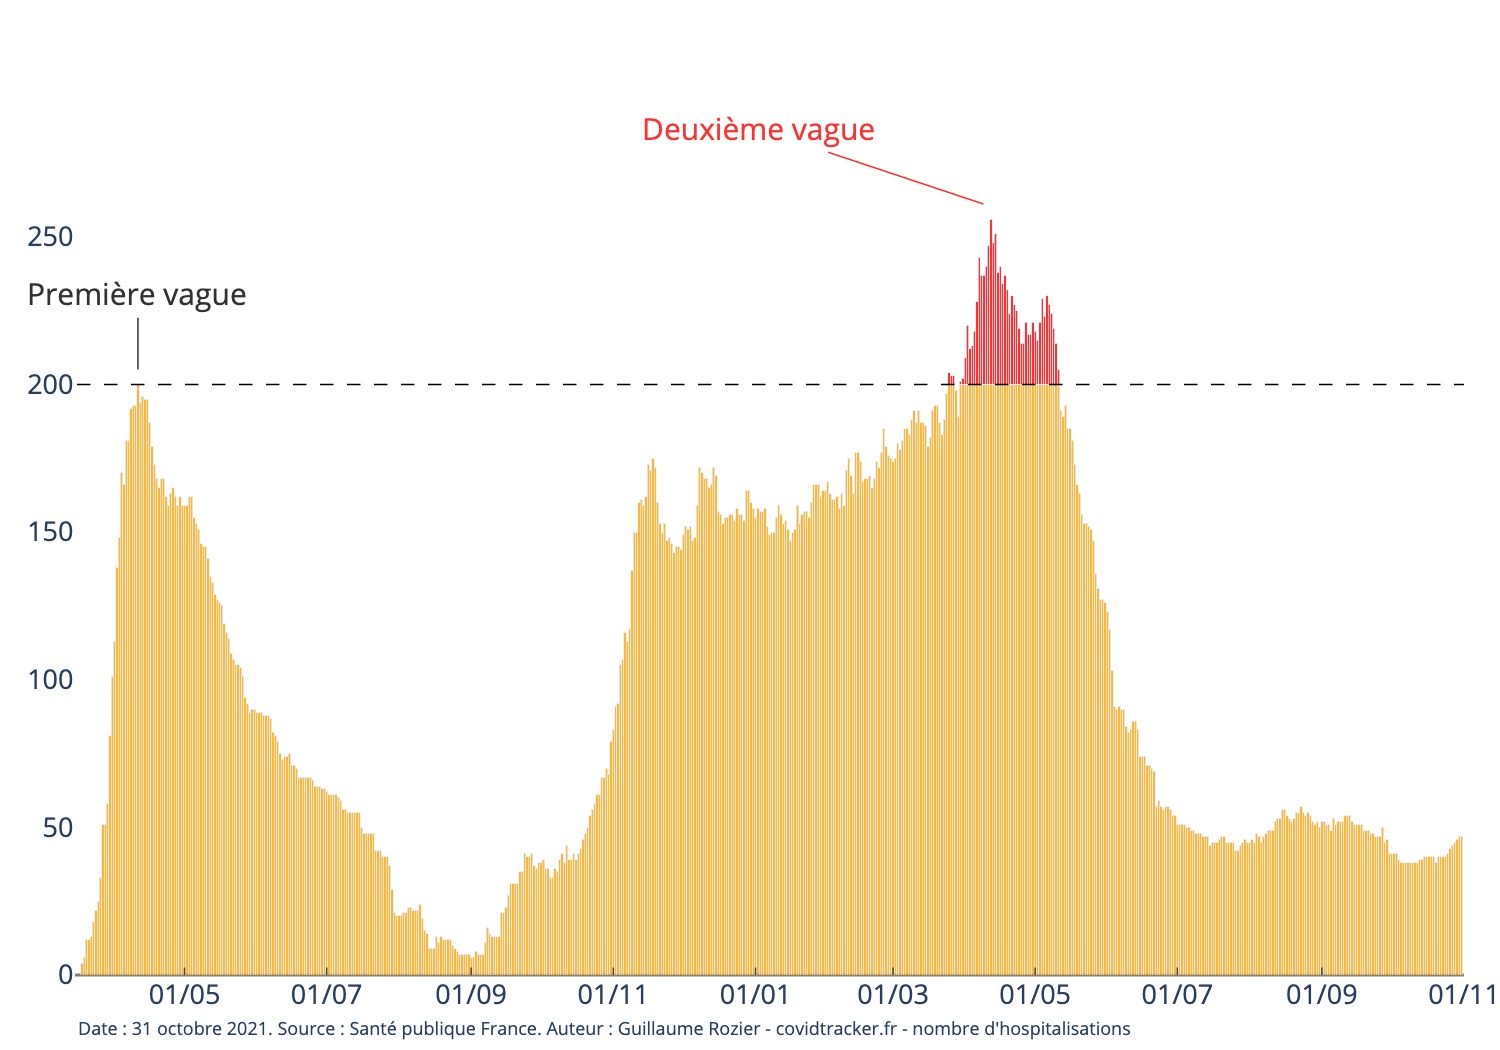 Deuxième vague
250
Première vague
200
150
100
50
0
01/05 01/07 01/09 01/11 01/01 01/03 01/05 01/07 01/09 01/11
Date : 31 octobre 2021. Source : Santé publique France. Auteur : Guillaume Rozier - covidtracker.fr - nombre d'hospitalisations